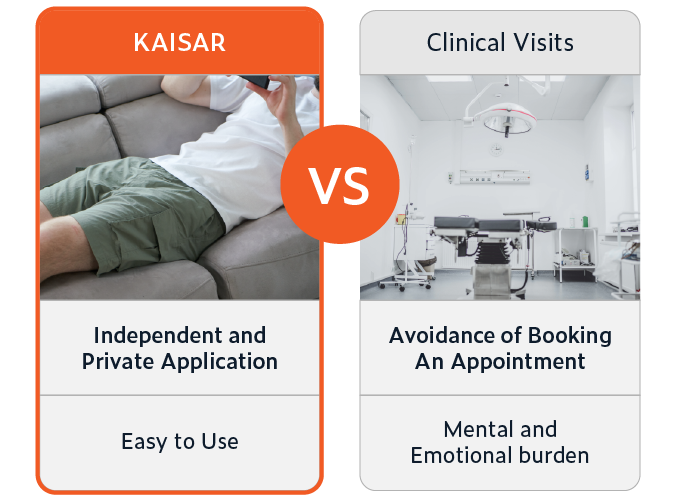 KAISAR
VS
Clinical Visits
Independent and
Private Application
Easy to Use
Avoidance of Booking
An Appointment
Mental and
Emotional burden